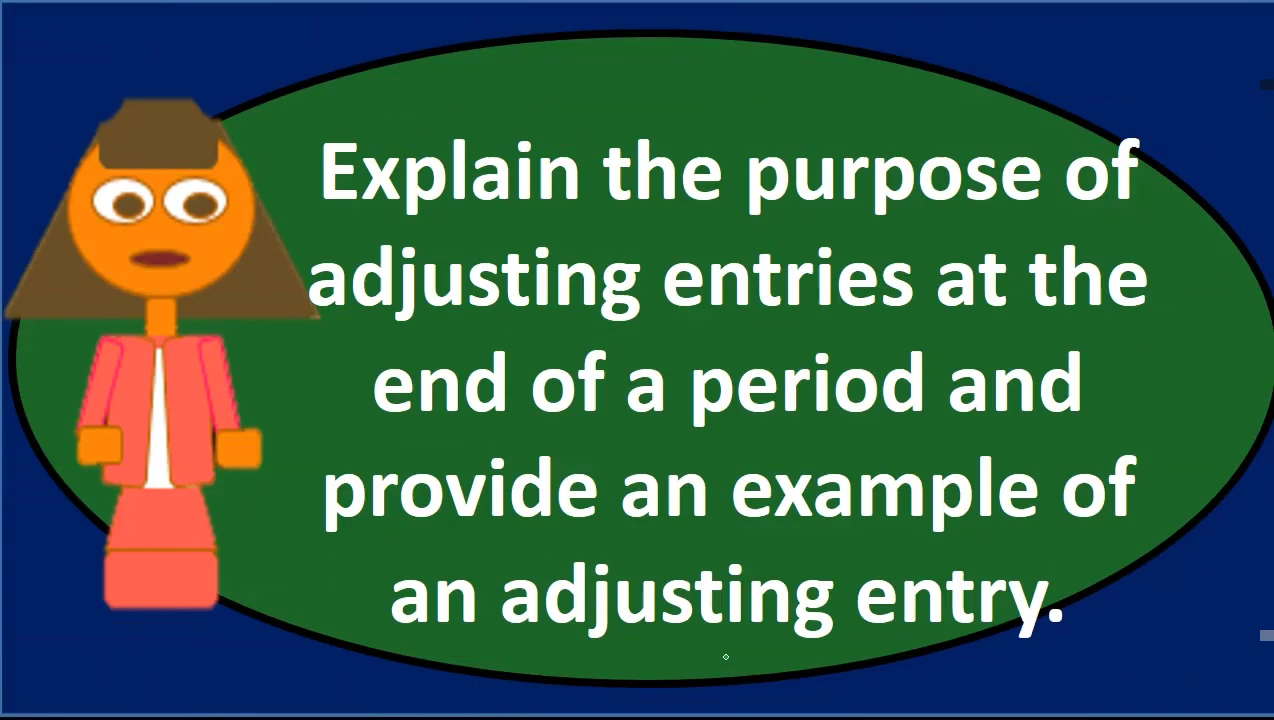 Explain the purpose of
adjusting entries at the
end of a period and
provide an example of
an adjusting entry.